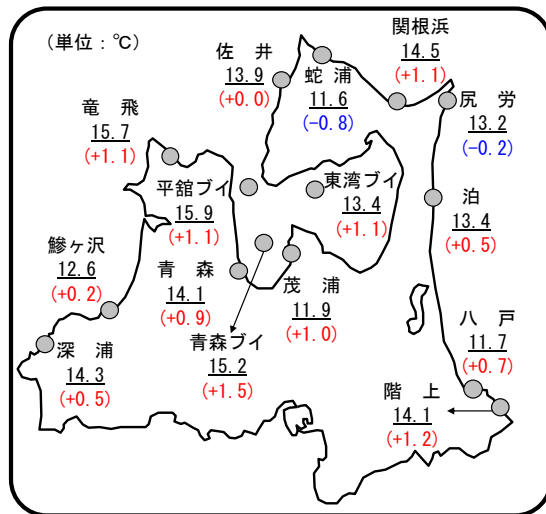 (単位：℃)
関根浜
14.5
(+1.1)
佐　井
13.9
(+0.0)
蛇浦
11.6
(−0.8)
尻労
13.2
(−0.2)
竜　飛
15.7
(+1.1)
平舘ブイ
15.9
(+1.1)
東湾ブイ
13.4
(+1.1)
泊
13.4
(+0.5)
鰺ヶ沢
12.6
(+0.2)
青　森
14.1
(+0.9)
茂　浦
11.9
(+1.0)
青森ブイ
15.2
(+1.5)
深　浦
14.3
(+0.5)
八　戸
11.7
(+0.7)
階　上
14.1
(+1.2)